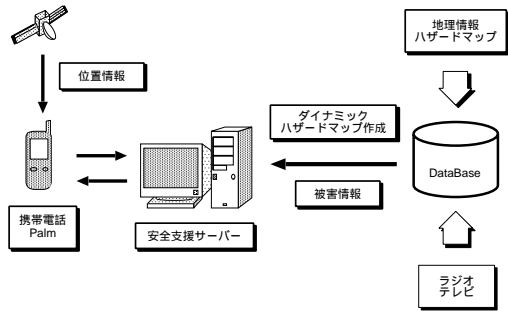 地理情報
ハザードマップ
位置情報
ダイナミック
ハザードマップ作成
DataBase
被害情報
携帯電話
Palm
安全支援サーバー
ラジオ
テレビ